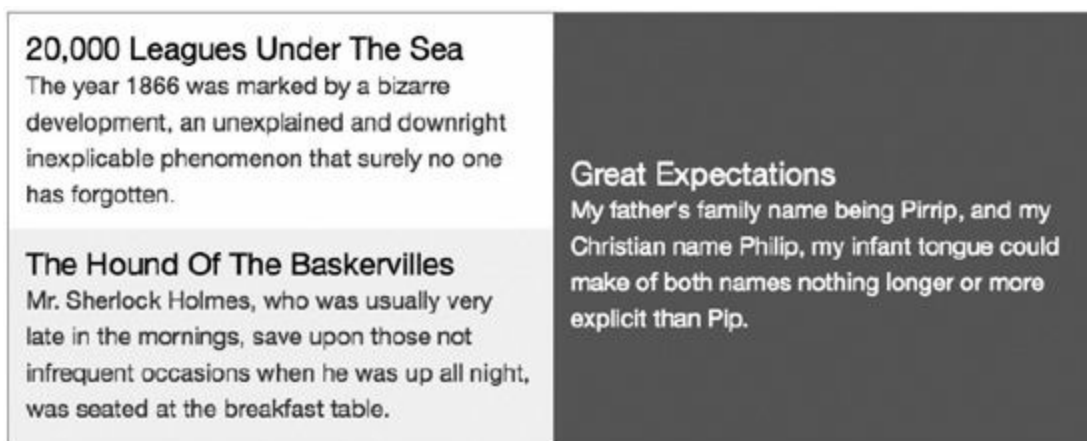 20,000 Leagues Under The Sea
The year 1866 was marked by a bizarre
development, an unexplained and downright
inexplicable phenomenon that surely no one
has forgotten.
The Hound Of The Baskervilles
Mr. Sherlock Holmes, who was usually very
late in the mornings, save upon those not
infrequent occasions when he was up all night,
was seated at the breakfast table.
Great Expectations
My father's family name being Pirrip, and my
Christian name Philip, my infant tongue could
make of both names nothing longer or more
explicit than Pip.